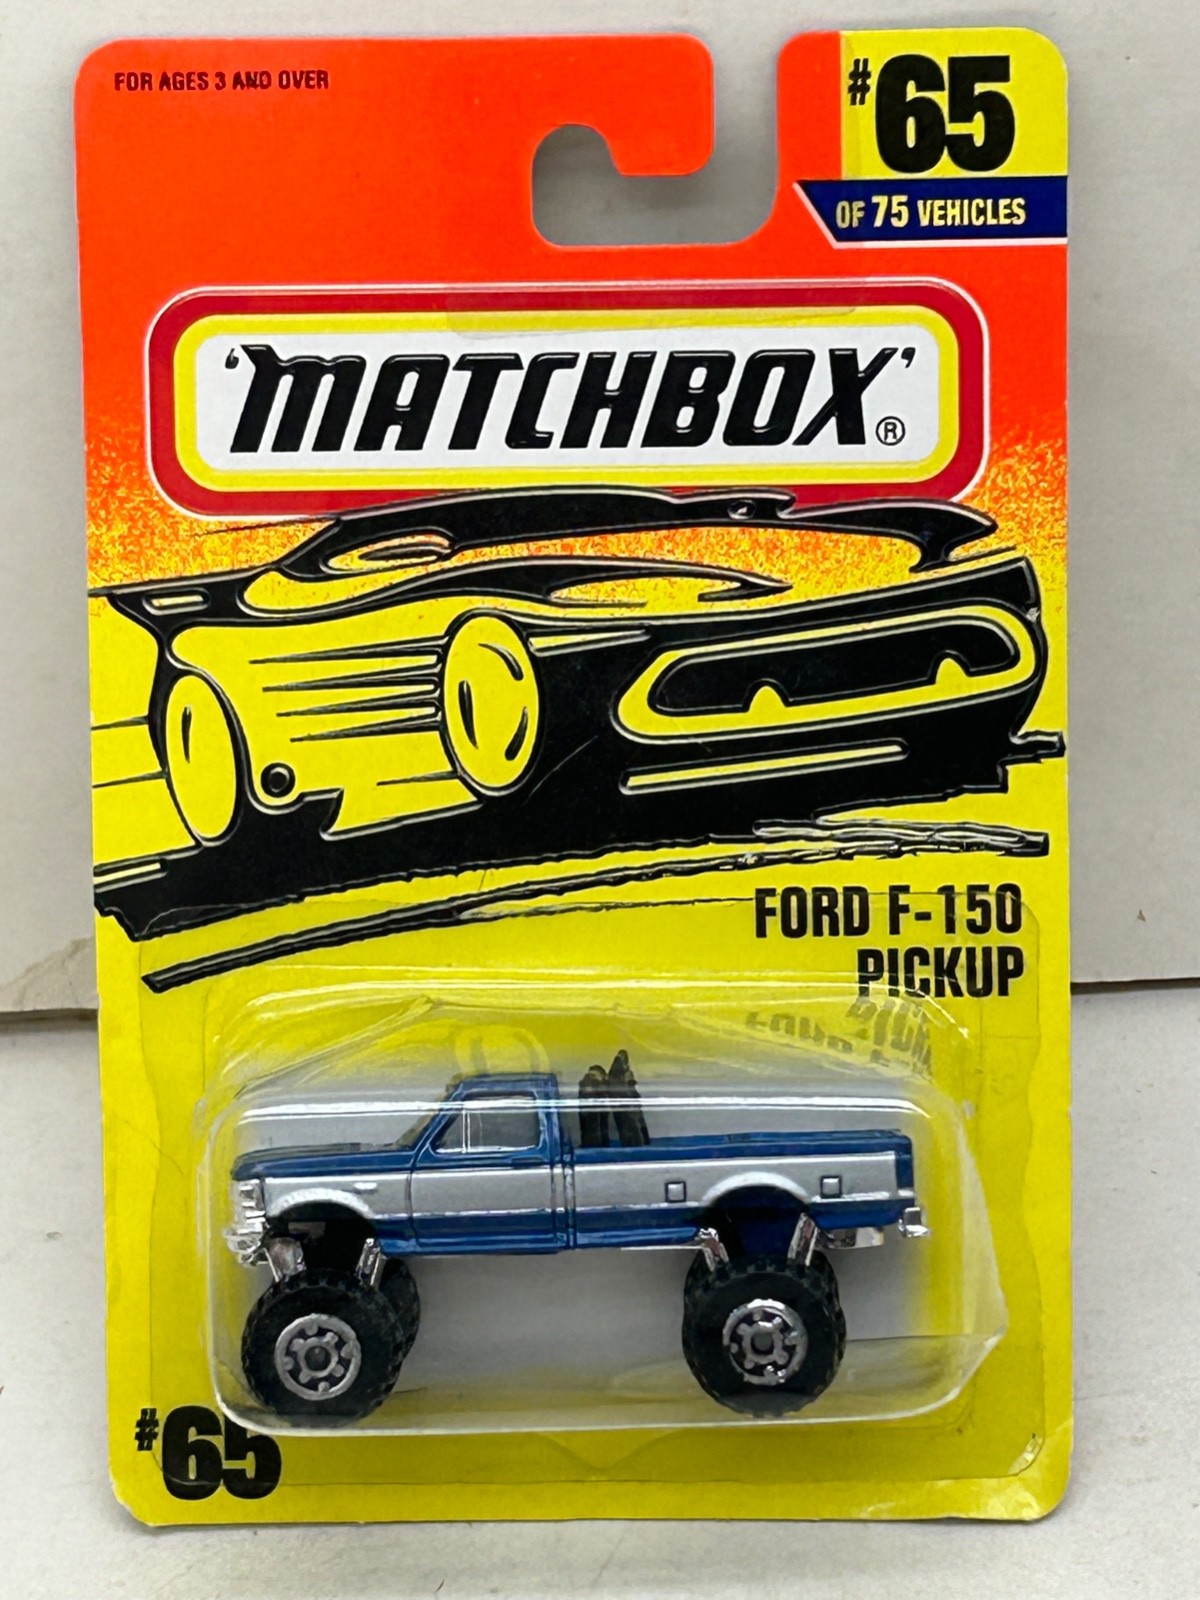 FOR AGES 3 AND OVER
#65
OF 75 VEHICLES
'MATCHBOX'®
FORD F-150
PICKUP
#65